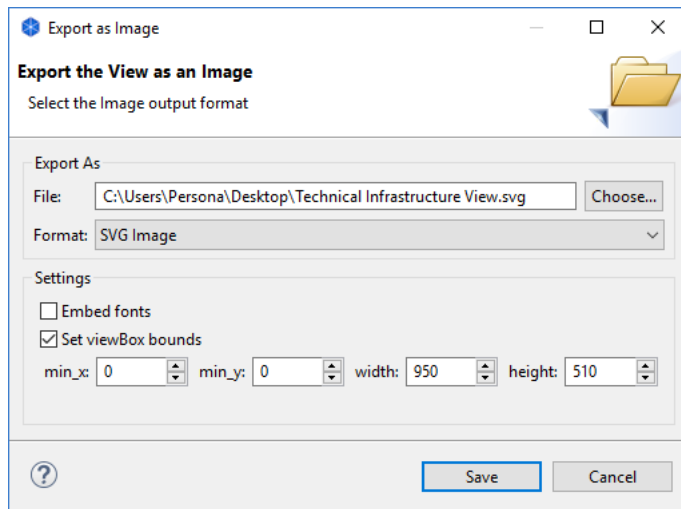 Export as Image
Export the View as an Image
Select the Image output format
Export As
File: C:\Users\Persona\Desktop\Technical Infrastructure View.svg Choose...
Format: SVG Image
Settings
Embed fonts
Set viewBox bounds
min_x: 0 min_y: 0 width: 950 height: 510
? Save Cancel